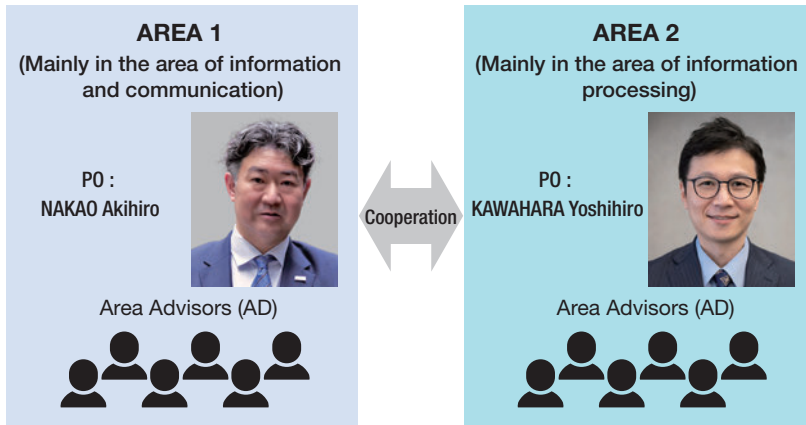 AREA 1
(Mainly in the area of information
and communication)
PO :
NAKAO Akihiro
Area Advisors (AD)
Cooperation
AREA 2
(Mainly in the area of information
processing)
PO :
KAWAHARA Yoshihiro
Area Advisors (AD)